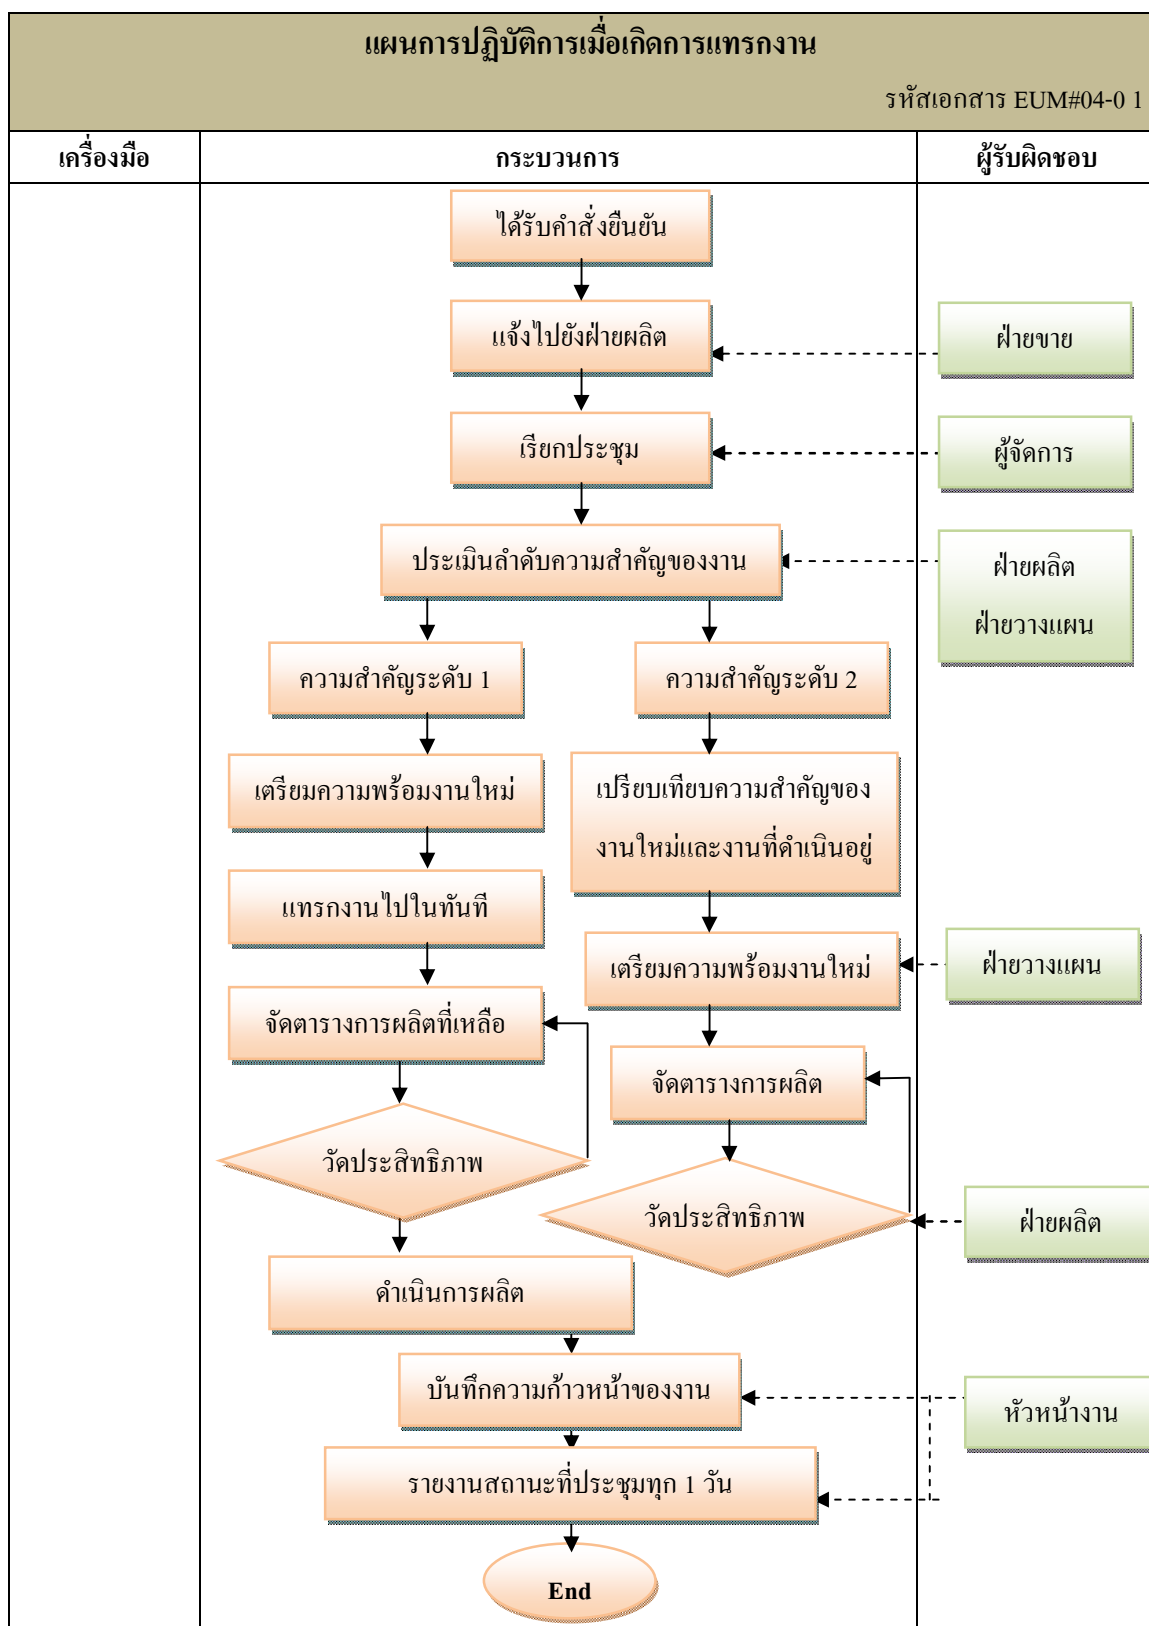 แผนการปฏิบัติการเมื่อเกิดการแทรกงาน
รหัสเอกสาร EUM#04-0 1
เครื่องมือ
กระบวนการ
ผู้รับผิดชอบ
ได้รับคำสั่งยืนยัน
แจ้งไปยังฝ่ายผลิต
ฝ่ายขาย
เรียกประชุม
ผู้จัดการ
ประเมินลำดับความสำคัญของงาน
ฝ่ายผลิต
ฝ่ายวางแผน
ความสำคัญระดับ 1
ความสำคัญระดับ 2
เตรียมความพร้อมงานใหม่
เปรียบเทียบความสำคัญของ
งานใหม่และงานที่ดำเนินอยู่
แทรกงานไปในทันที
เตรียมความพร้อมงานใหม่
ฝ่ายวางแผน
จัดตารางการผลิตที่เหลือ
จัดตารางการผลิต
วัดประสิทธิภาพ
วัดประสิทธิภาพ
ฝ่ายผลิต
ดำเนินการผลิต
บันทึกความก้าวหน้าของงาน
หัวหน้างาน
รายงานสถานะที่ประชุมทุก 1 วัน
End